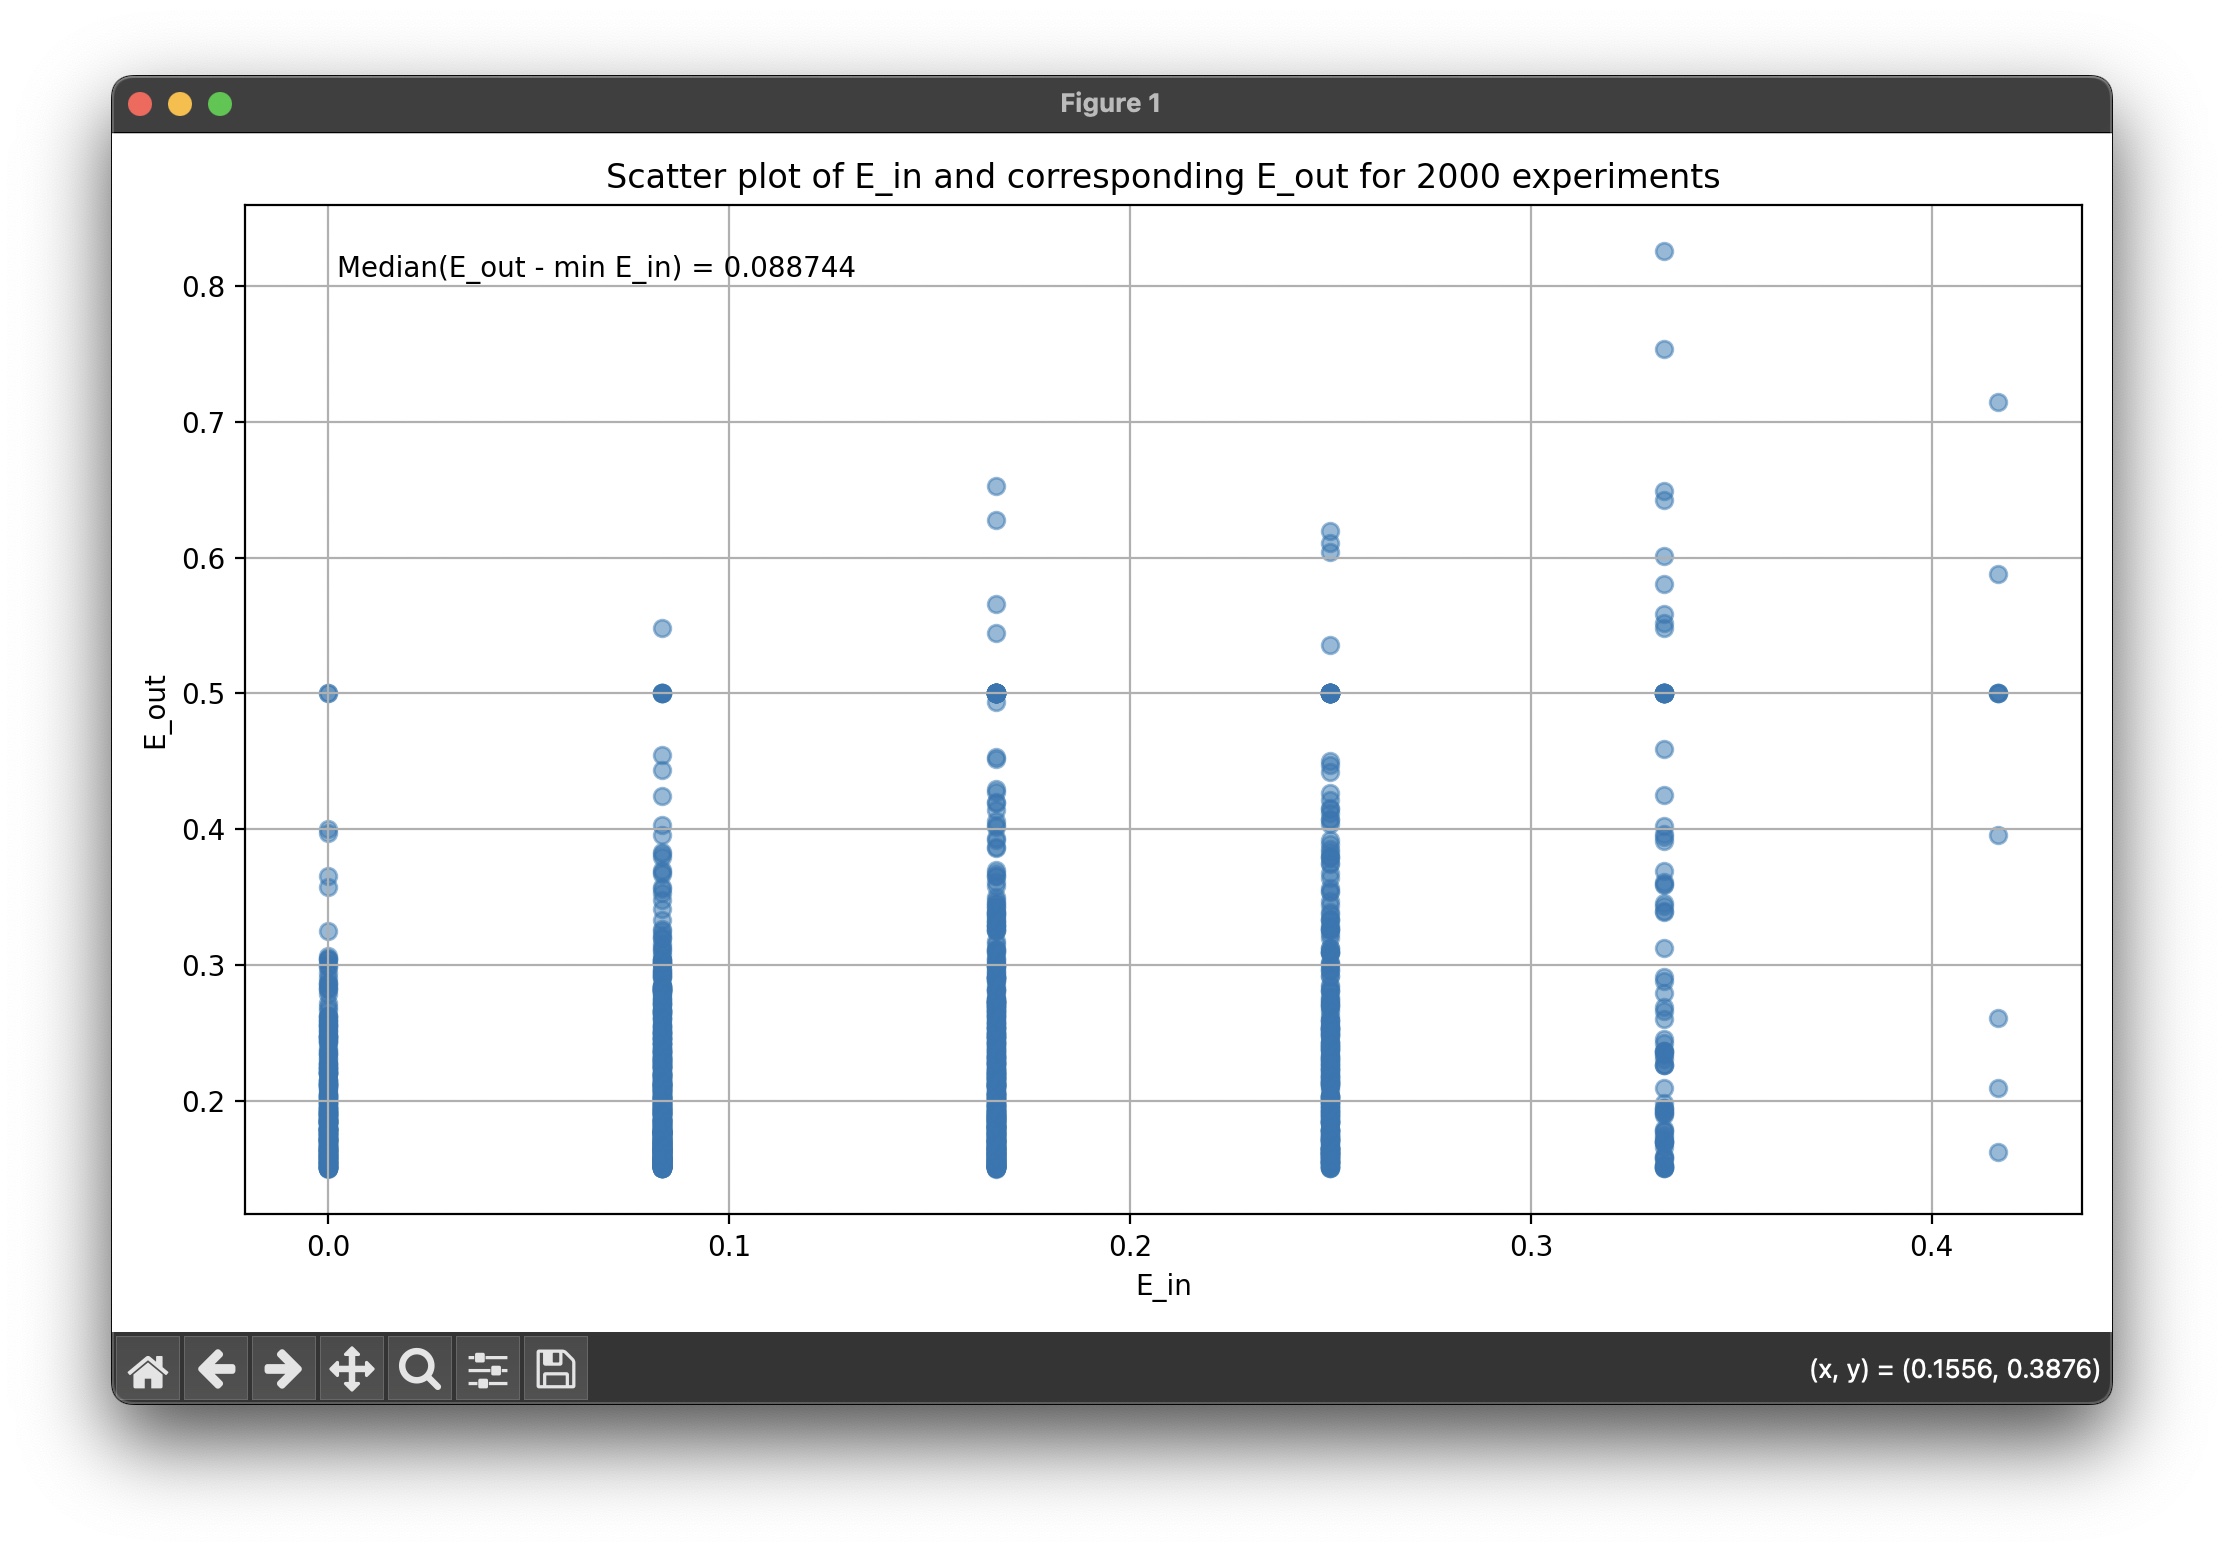 Figure 1
Scatter plot of E_in and corresponding E_out for 2000 experiments
Median(E_out - min E_in) = 0.088744
0.8
0.7
0.6
0.5
0.4
0.3
0.2
E_out
0.0 0.1 0.2 0.3 0.4
E_in
(x, y) = (0.1556, 0.3876)